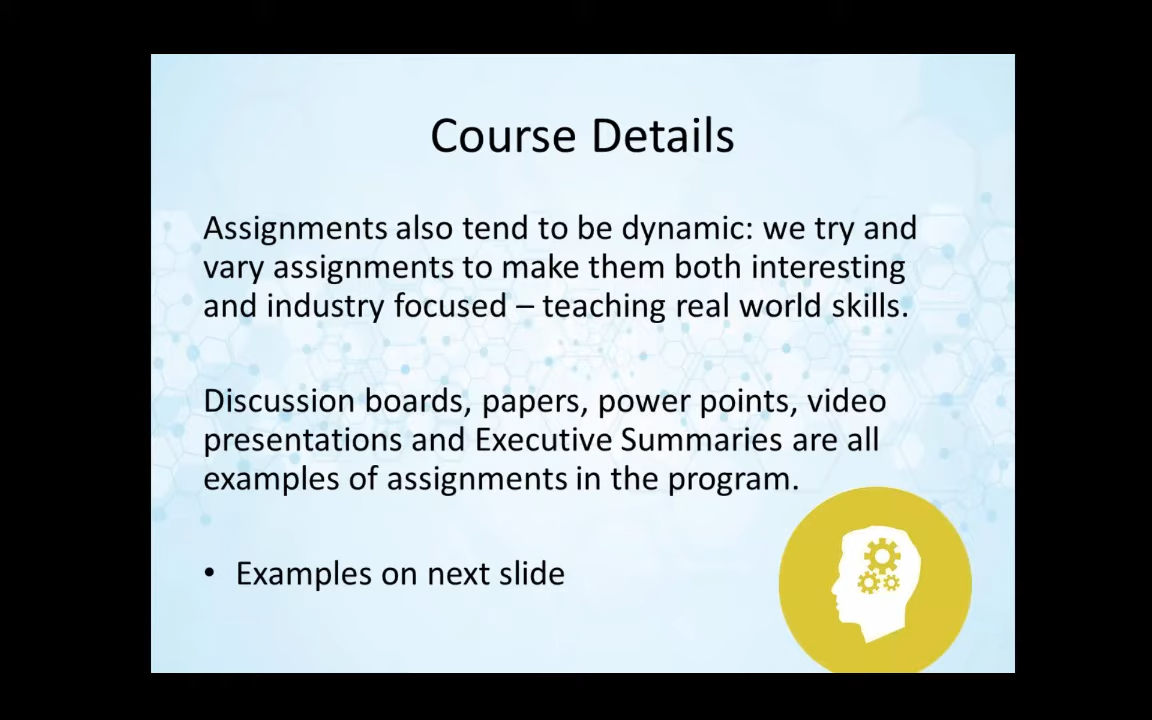 Course Details
Assignments also tend to be dynamic: we try and
vary assignments to make them both interesting
and industry focused – teaching real world skills.
Discussion boards, papers, power points, video
presentations and Executive Summaries are all
examples of assignments in the program.
• Examples on next slide